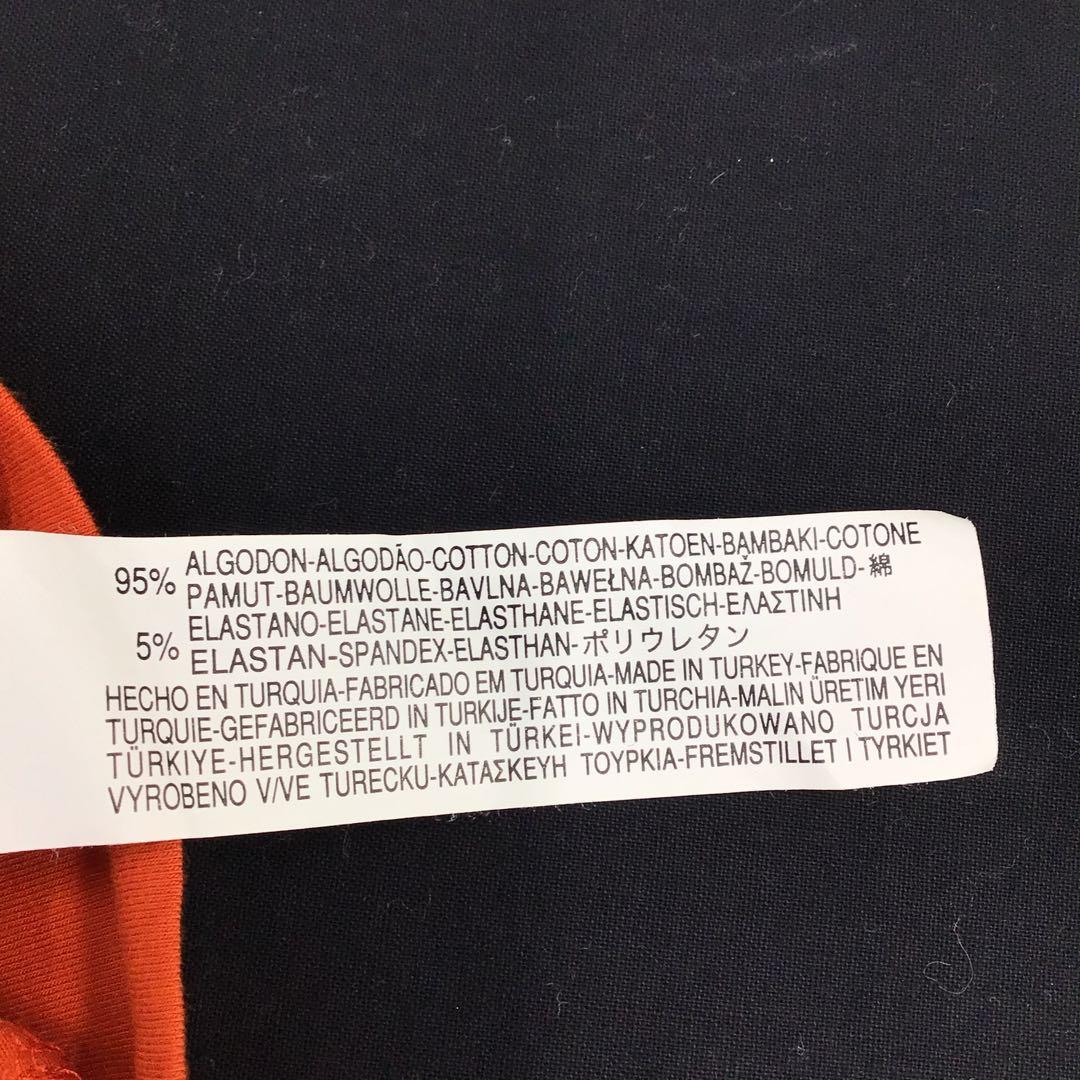 95% ALGODON-ALGODÃO-COTTON-COTON-KATOEN-BAMBAKI-COTONE
PAMUT-BAUMWOLLE-BAVLNA-BAWEŁNA-BOMBAŽ-BOMULD-綿
5% ELASTANO-ELASTANE-ELASTHANE-ELASTISCH-ΕΛΑΣΤΙΝΗ
ELASTAN-SPANDEX-ELASTHAN-ポリウレタン
HECHO EN TURQUIA-FABRICADO EM TURQUIA-MADE IN TURKEY-FABRIQUE EN
TURQUIE-GEFABRICEERD IN TURKIJE-FATTO IN TURCHIA-MALIN ÜRETIM YERI
TÜRKIYE-HERGESTELLT IN TÜRKEI-WYPRODUKOWANO TURCJA
VYROBENO V/VE TURECKU-KATAΣKEYH TOYPKIA-FREMSTILLET I TYRKIET